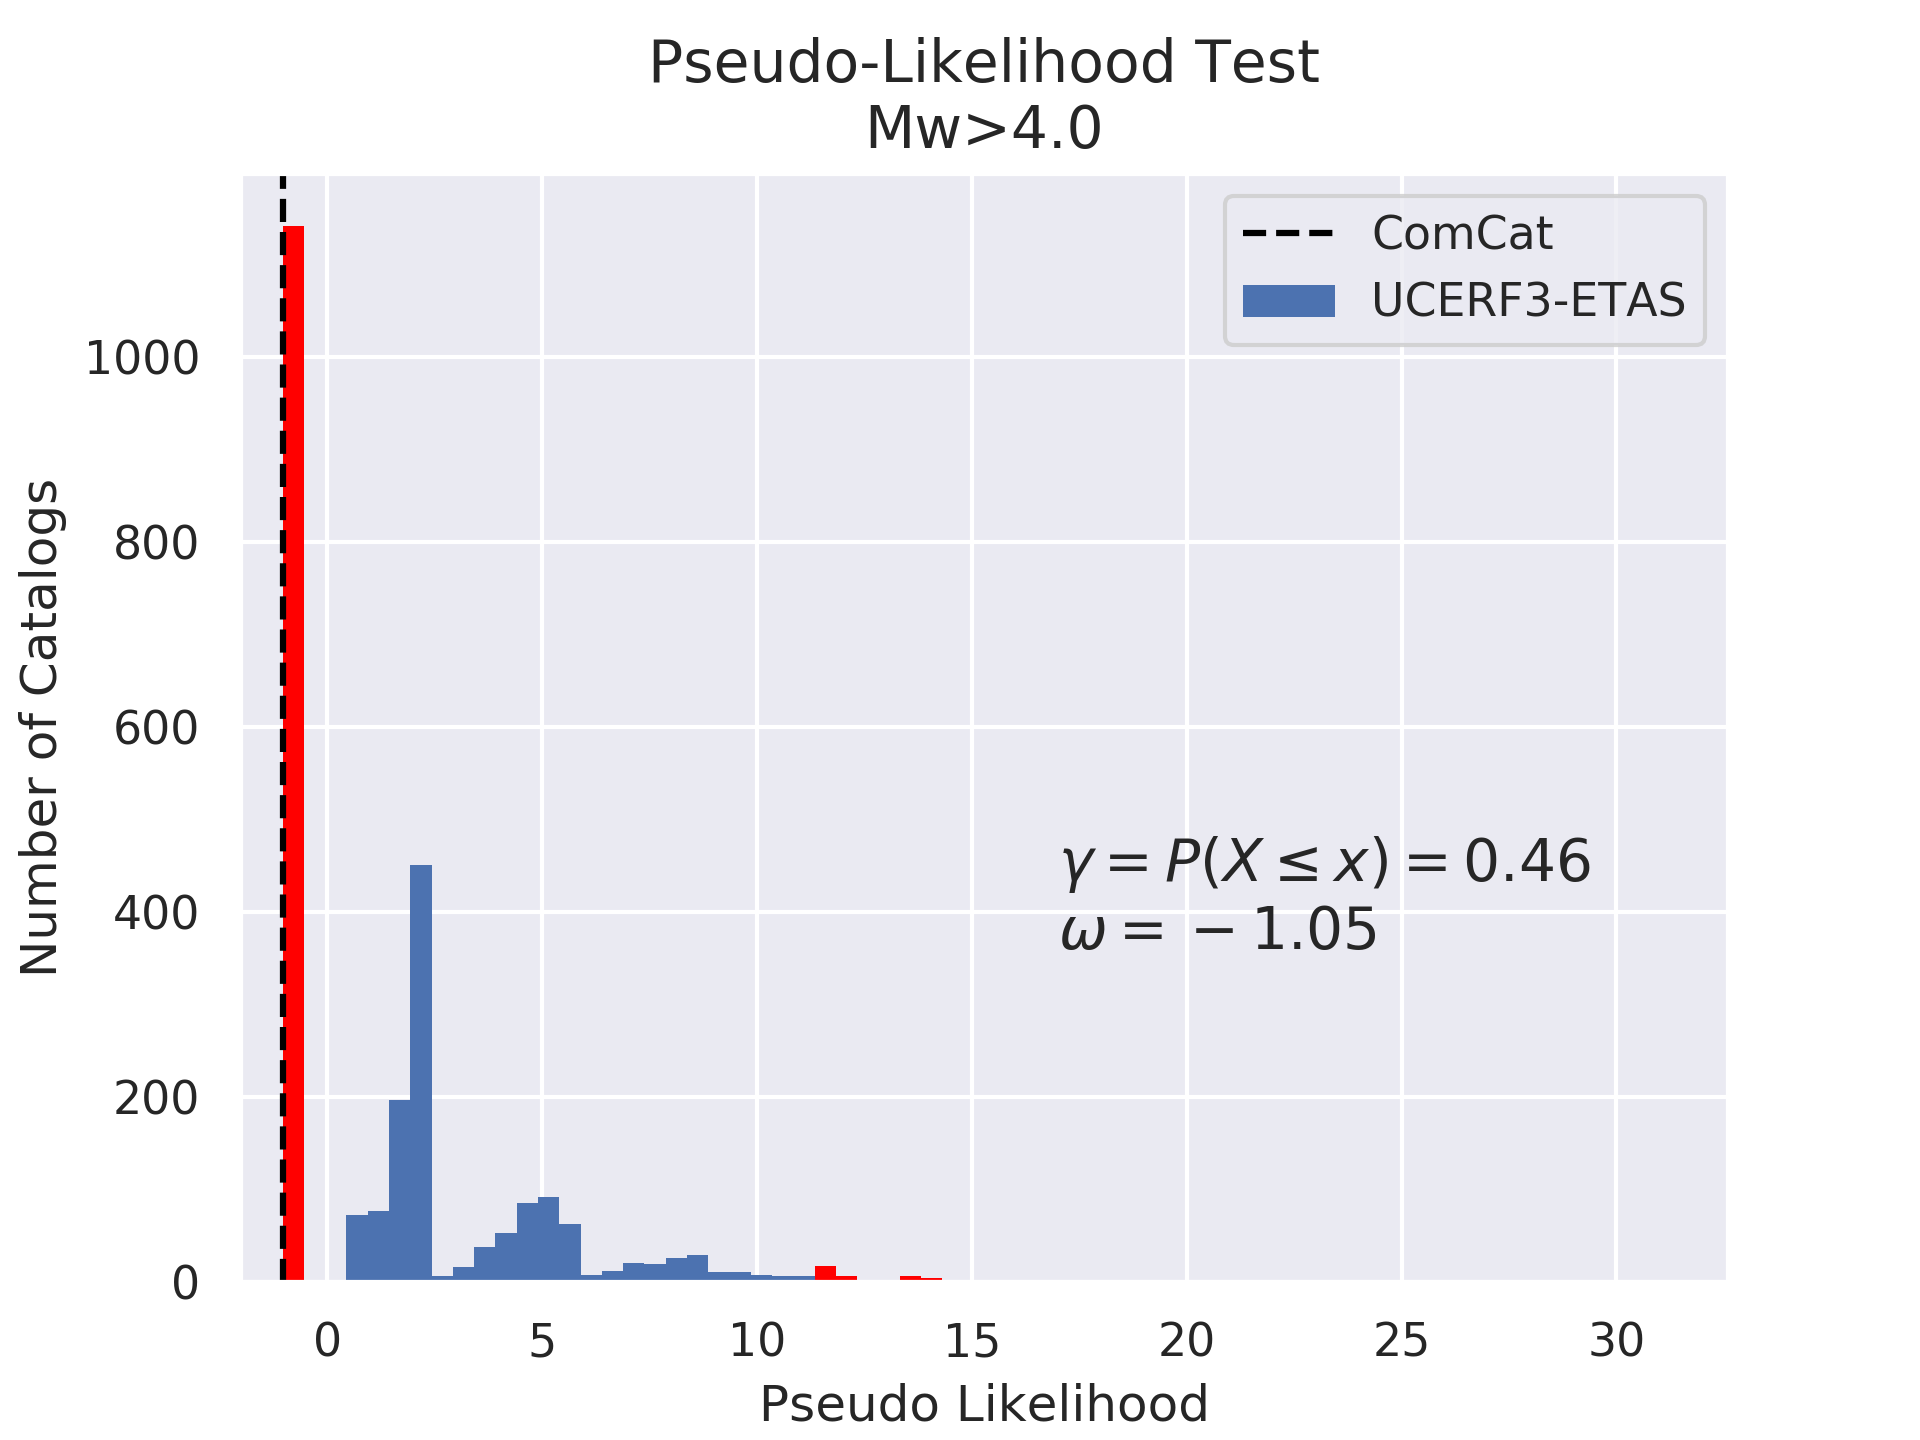 Pseudo-Likelihood Test
Mw>4.0
ComCat
UCERF3-ETAS
Number of Catalogs
1000
800
600
400
200
0
γ = P(X ≤ x) = 0.46
ω = − 1.05
0 5 10 15 20 25 30
Pseudo Likelihood